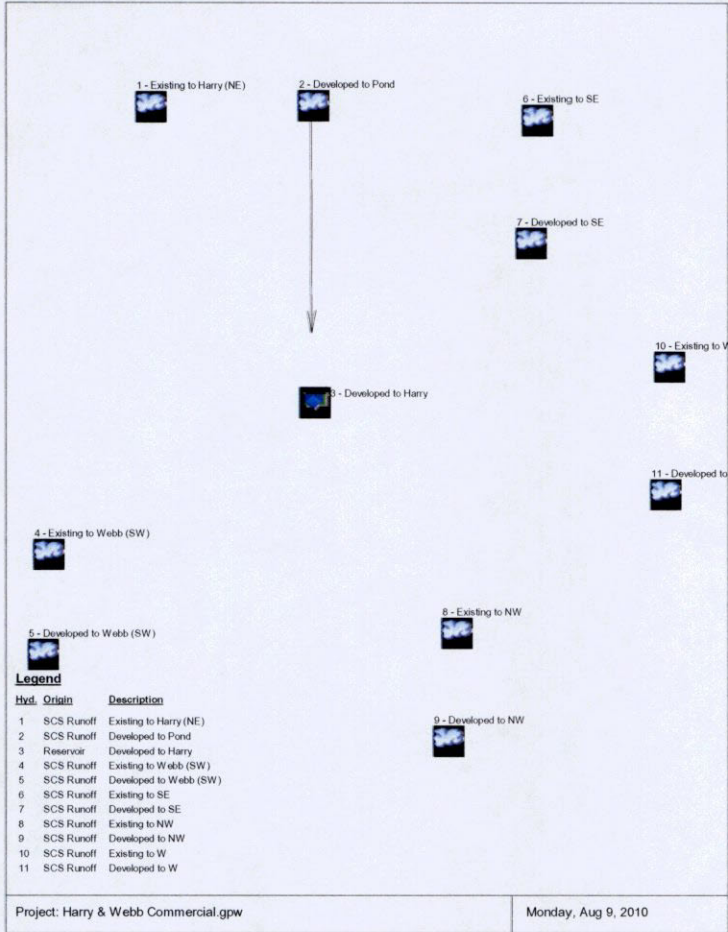 1 - Existing to Harry (NE)
2 - Developed to Pond
6 - Existing to SE
7 - Developed to SE
10 - Existing to W
3 - Developed to Harry
11 - Developed to
4 - Existing to Webb (SW)
8 - Existing to NW
5 - Developed to Webb (SW)
Legend
9 - Developed to NW
Hyd. Origin Description
1 SCS Runoff Existing to Harry (NE)
2 SCS Runoff Developed to Pond
3 Reservoir Developed to Harry
4 SCS Runoff Existing to Webb (SW)
5 SCS Runoff Developed to Webb (SW)
6 SCS Runoff Existing to SE
7 SCS Runoff Developed to SE
8 SCS Runoff Existing to NW
9 SCS Runoff Developed to NW
10 SCS Runoff Existing to W
11 SCS Runoff Developed to W
Project: Harry & Webb Commercial.gpw
Monday, Aug 9, 2010